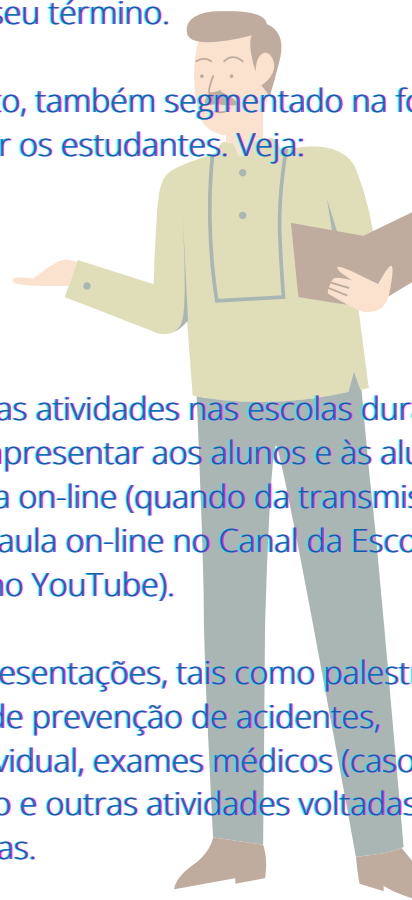 seu término.
to, também segmentado na fo
r os estudantes. Veja:
as atividades nas escolas dura
presentar aos alunos e às alu
a on-line (quando da transmis
aula on-line no Canal da Esco
no YouTube).
esentações, tais como palestr
de prevenção de acidentes,
vidual, exames médicos (caso
o e outras atividades voltadas
as.